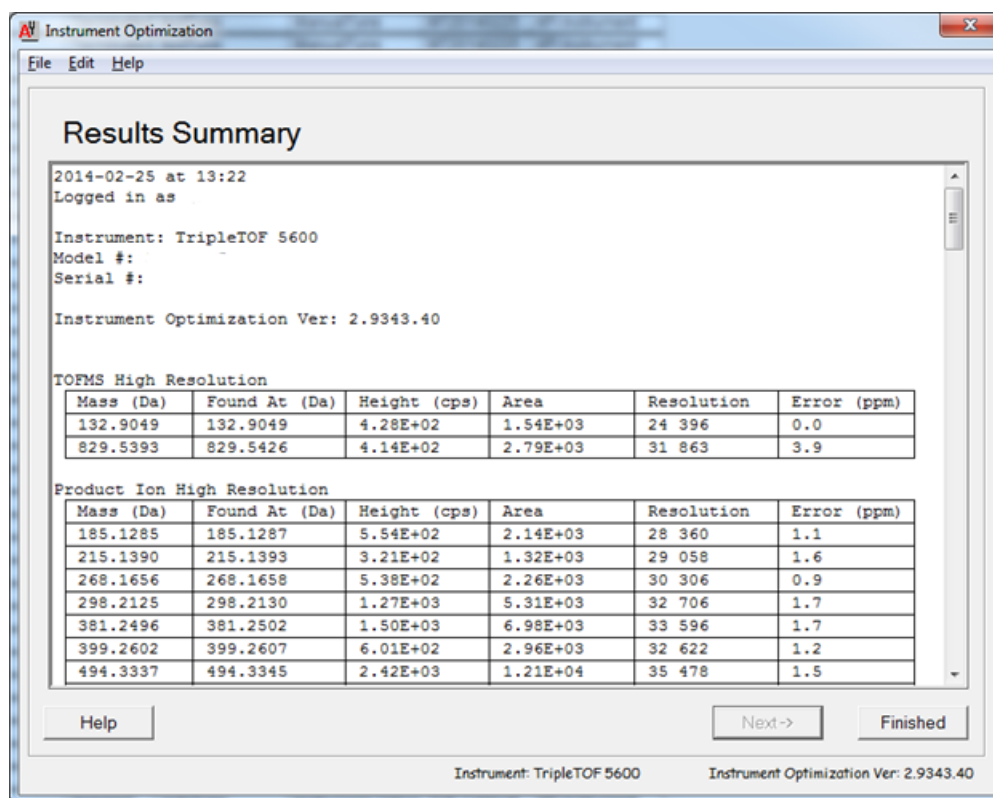 Instrument Optimization
File Edit Help
Results Summary
2014-02-25 at 13:22
Logged in as
Instrument: TripleTOF 5600
Model #:
Serial #:
Instrument Optimization Ver: 2.9343.40
TOFMS High Resolution
Mass (Da) Found At (Da) Height (cps) Area Resolution Error (ppm)
132.9049 132.9049 4.28E+02 1.54E+03 24 396 0.0
829.5393 829.5426 4.14E+02 2.79E+03 31 863 3.9
Product Ion High Resolution
Mass (Da) Found At (Da) Height (cps) Area Resolution Error (ppm)
185.1285 185.1287 5.54E+02 2.14E+03 28 360 1.1
215.1390 215.1393 3.21E+02 1.32E+03 29 058 1.6
268.1656 268.1658 5.38E+02 2.26E+03 30 306 0.9
298.2125 298.2130 1.27E+03 5.31E+03 32 706 1.7
381.2496 381.2502 1.50E+03 6.98E+03 33 596 1.7
399.2602 399.2607 6.01E+02 2.96E+03 32 622 1.2
494.3337 494.3345 2.42E+03 1.21E+04 35 478 1.5
Help Next-> Finished
Instrument: TripleTOF 5600 Instrument Optimization Ver: 2.9343.40